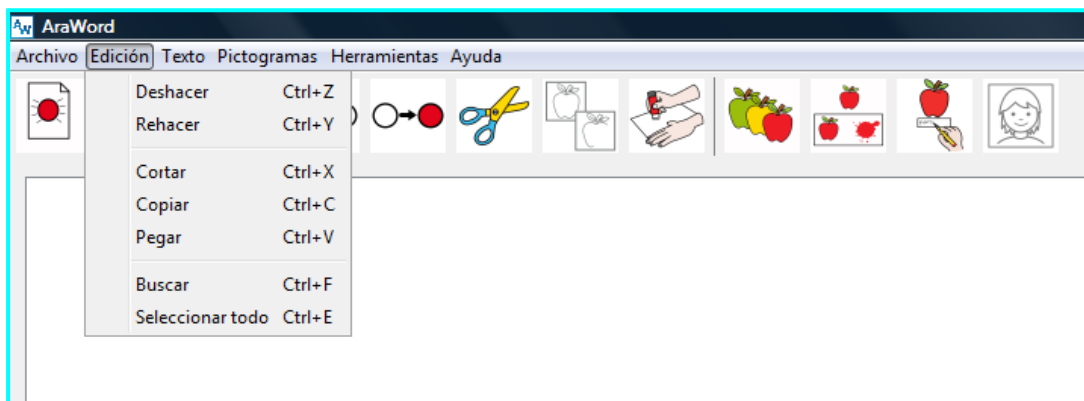 AW AraWord
Archivo Edición Texto Pictogramas Herramientas Ayuda
Deshacer Ctrl+Z
Rehacer Ctrl+Y
Cortar Ctrl+X
Copiar Ctrl+C
Pegar Ctrl+V
Buscar Ctrl+F
Seleccionar todo Ctrl+E